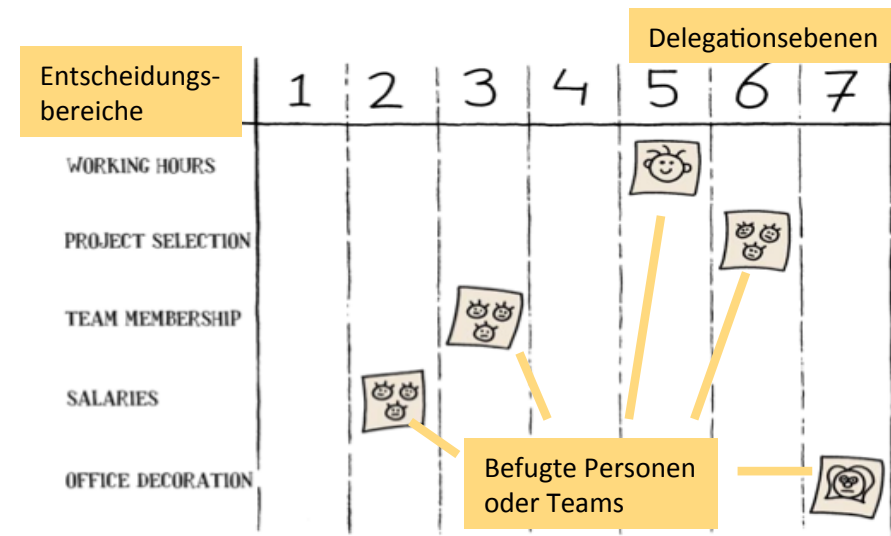 Delegationsebenen
Entscheidungs-
bereiche
1 2 3 4 5 6 7
WORKING HOURS
PROJECT SELECTION
TEAM MEMBERSHIP
SALARIES
OFFICE DECORATION
Befugte Personen
oder Teams